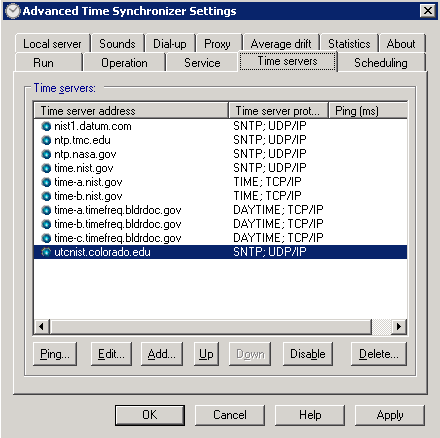 Advanced Time Synchronizer Settings
Local server Sounds Dial-up Proxy Average drift Statistics About
Run Operation Service Time servers Scheduling
Time servers:
Time server address Time server prot... Ping (ms)
nist1.datum.com SNTP; UDP/IP
ntp.tmc.edu SNTP; UDP/IP
ntp.nasa.gov SNTP; UDP/IP
time.nist.gov SNTP; UDP/IP
time-a.nist.gov TIME; TCP/IP
time-b.nist.gov TIME; TCP/IP
time-a.timefreq.bldrdoc.gov DAYTIME; TCP/IP
time-b.timefreq.bldrdoc.gov DAYTIME; TCP/IP
time-c.timefreq.bldrdoc.gov DAYTIME; TCP/IP
utcnist.colorado.edu SNTP; UDP/IP
Ping... Edit... Add... Up Down Disable Delete...
OK Cancel Help Apply